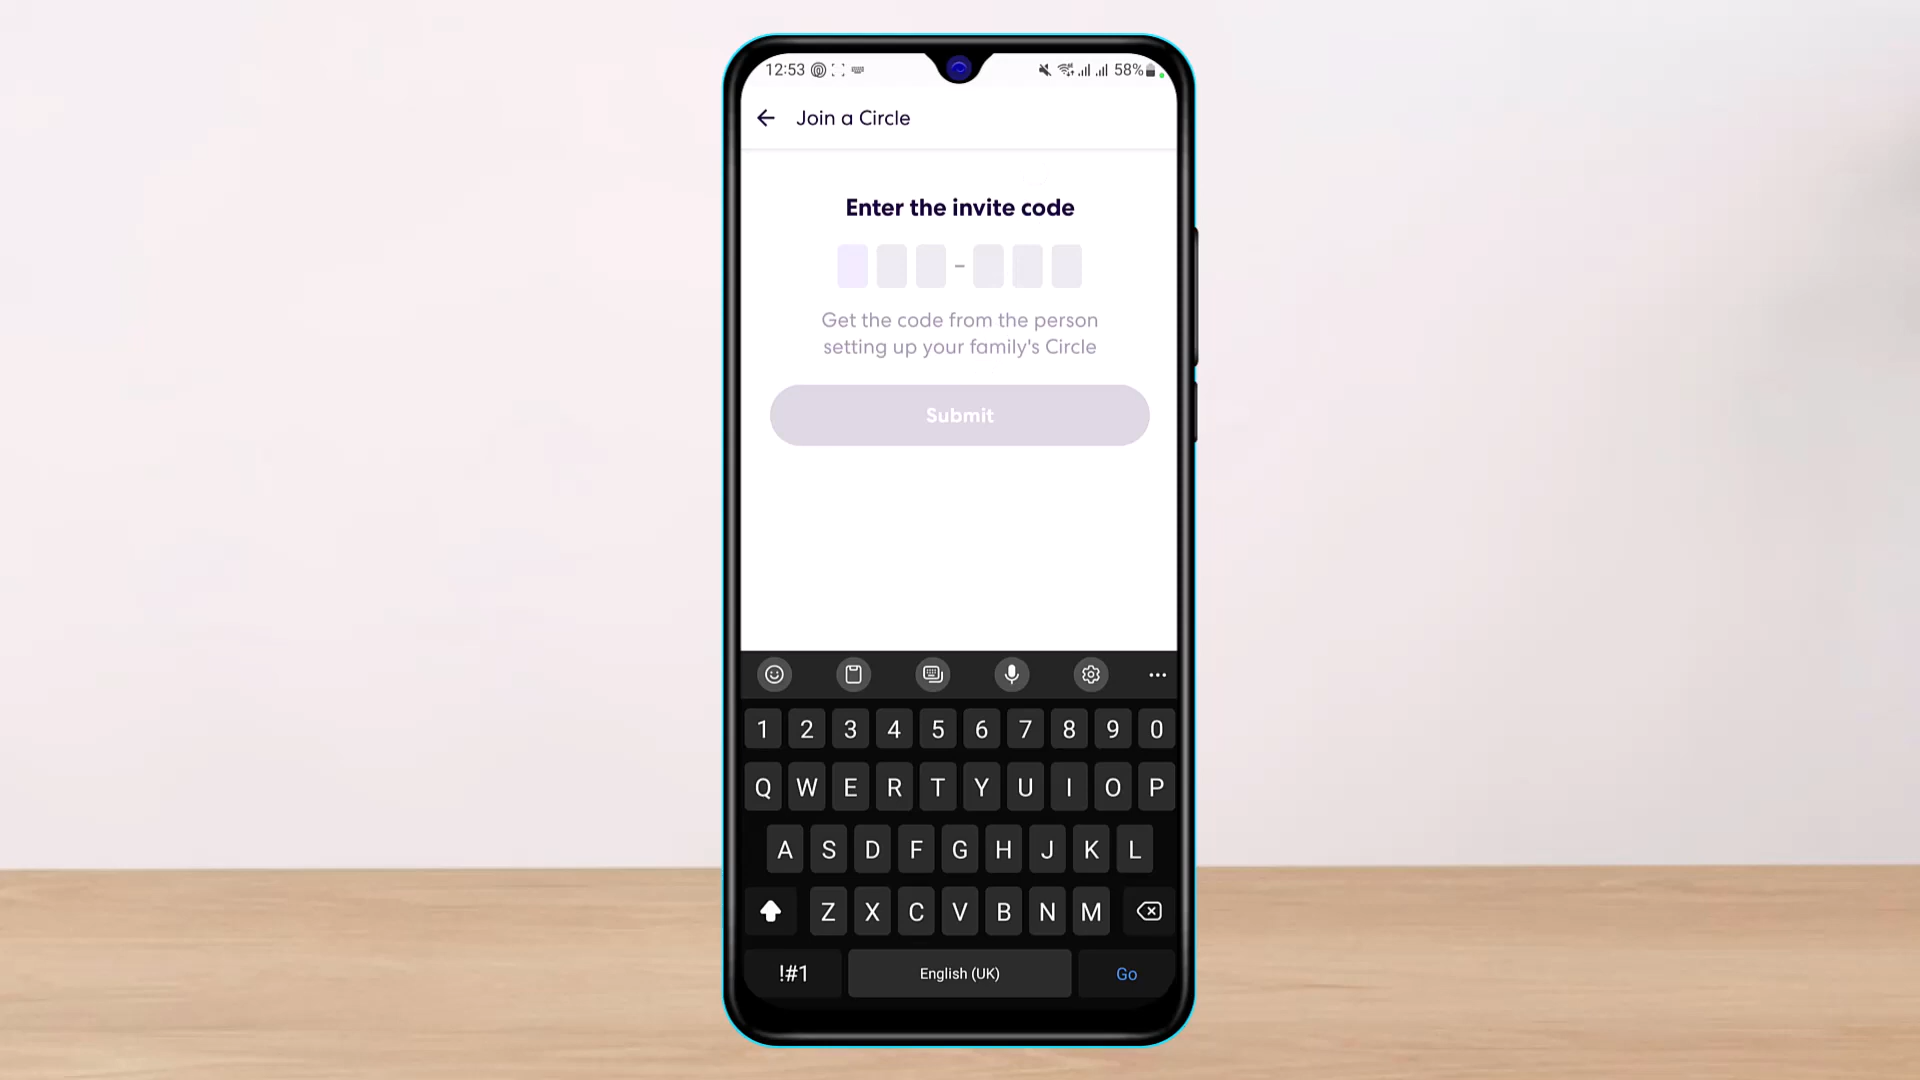 12:53 58%
Join a Circle
Enter the invite code
-
Get the code from the person
setting up your family's Circle
Submit
1 2 3 4 5 6 7 8 9 0
Q W E R T Y U I O P
A S D F G H J K L
Z X C V B N M
!#1 English (UK) Go